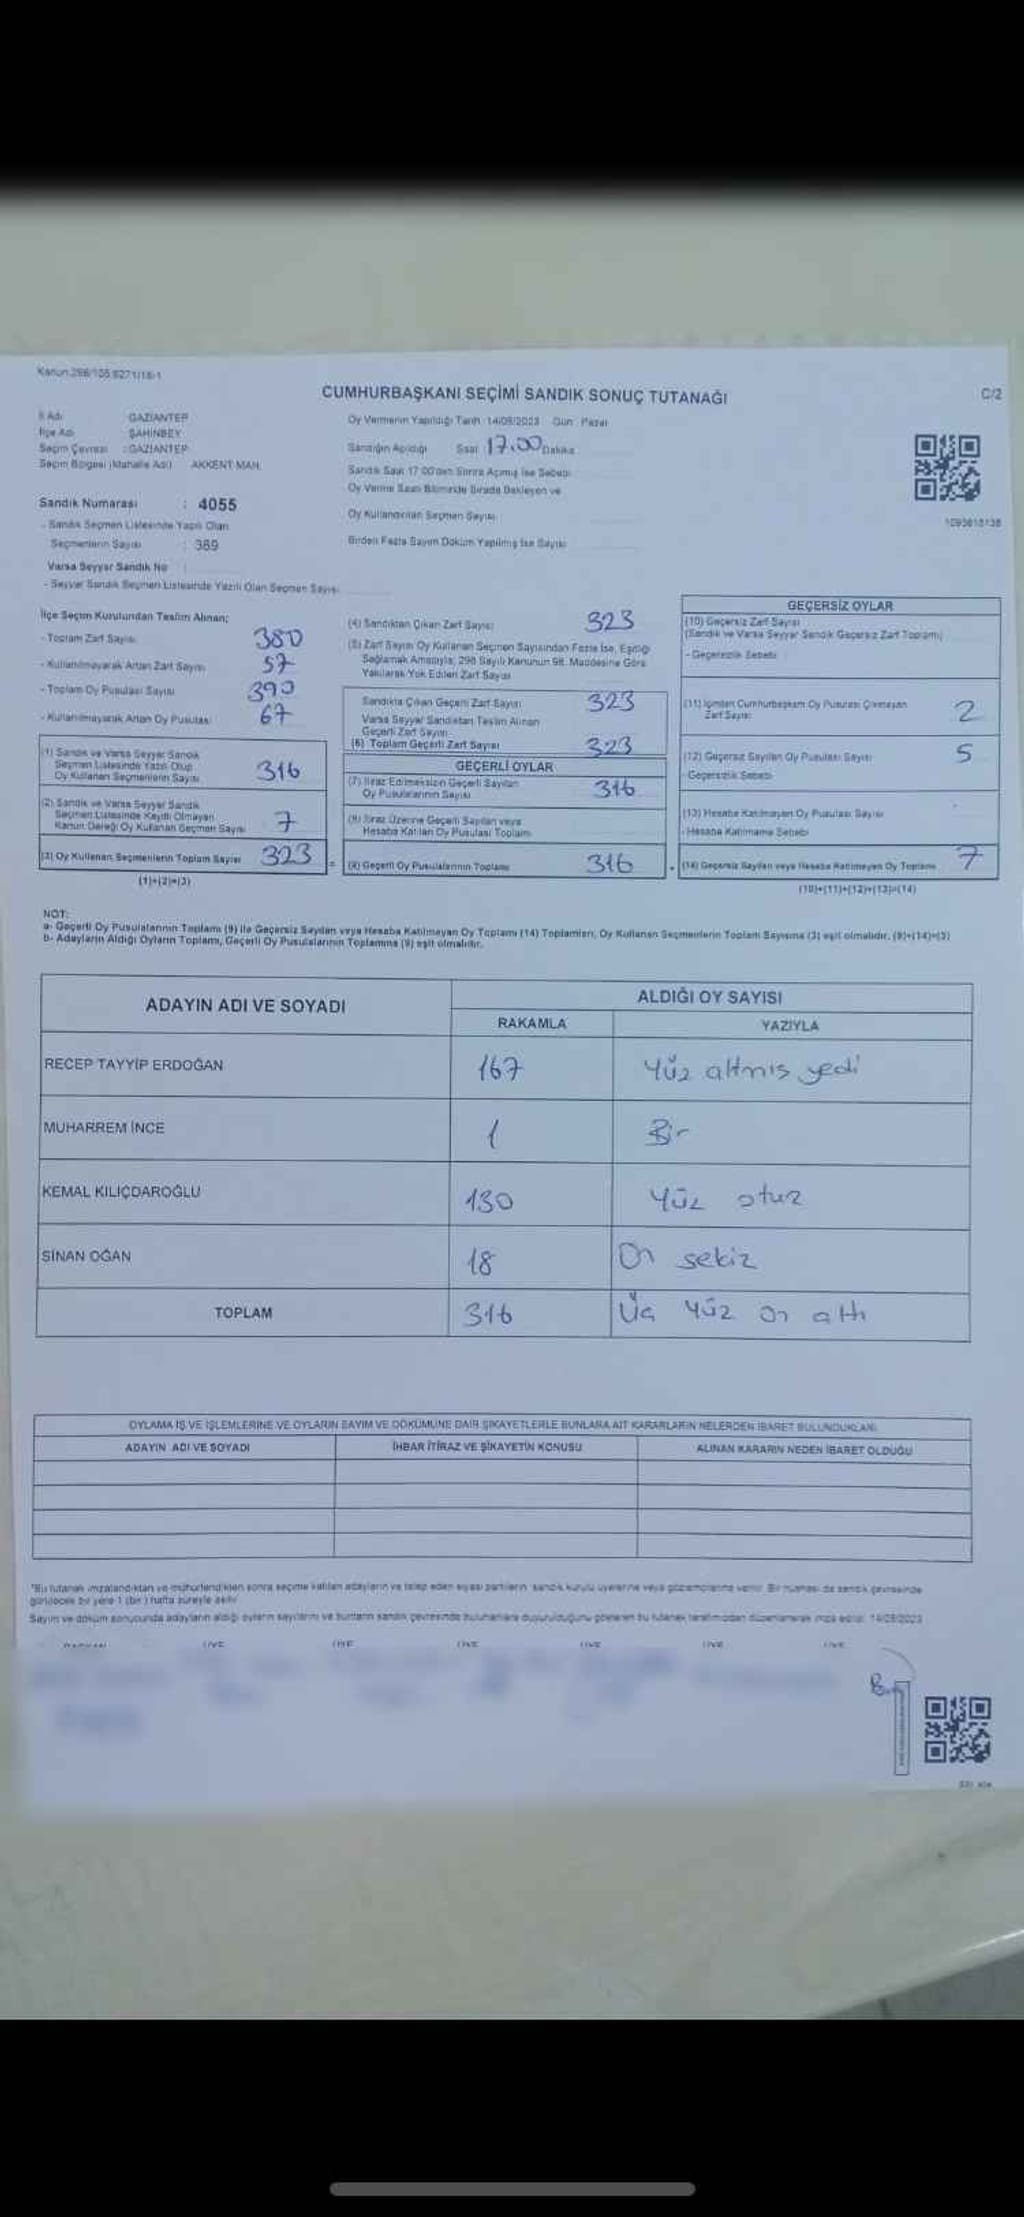 Kanun:298/105 6271/18/1
CUMHURBAŞKANI SEÇİMİ SANDIK SONUÇ TUTANAĞI
C/2
İl Adı GAZİANTEP
İlçe Adı ŞAHİNBEY
Seçim Çevresi : GAZİANTEP
Seçim Bölgesi (Mahalle Adı) AKKENT MAH.
Oy Vermenin Yapıldığı Tarih :14/05/2023 Gün: Pazar
Sandığın Açıldığı Saat 17.00 Dakika
Sandık Saat 17:00'den Sonra Açılmış İse Sebebi
Oy Verme Saati Bitiminde Sırada Bekleyen ve
Oy Kullandırılan Seçmen Sayısı
Birden Fazla Sayım Döküm Yapılmış İse Sayısı
Sandık Numarası : 4055
- Sandık Seçmen Listesinde Yazılı Olan
Seçmenlerin Sayısı : 369
Varsa Seyyar Sandık No :
- Seyyar Sandık Seçmen Listesinde Yazılı Olan Seçmen Sayısı
İlçe Seçim Kurulundan Teslim Alınan;
- Toplam Zarf Sayısı 380
- Kullanılmayarak Artan Zarf Sayısı 57
- Toplam Oy Pusulası Sayısı 390
- Kullanılmayarak Artan Oy Pusulası 67
(1) Sandık ve Varsa Seyyar Sandık
Seçmen Listesinde Yazılı Olup
Oy Kullanan Seçmenlerin Sayısı 316
(2) Sandık ve Varsa Seyyar Sandık
Seçmen Listesinde Kayıtlı Olmayan
Kanun Gereği Oy Kullanan Seçmen Sayısı 7
(3) Oy Kullanan Seçmenlerin Toplam Sayısı 323
(1)+(2)=(3)
(4) Sandıktan Çıkan Zarf Sayısı 323
(5) Zarf Sayısı Oy Kullanan Seçmen Sayısından Fazla İse, Eşitliği
Sağlamak Amacıyla, 298 Sayılı Kanunun 98. Maddesine Göre
Yakılarak Yok Edilen Zarf Sayısı
Sandıkta Çıkan Geçerli Zarf Sayısı 323
Varsa Seyyar Sandıktan Teslim Alınan
Geçerli Zarf Sayısı
(6) Toplam Geçerli Zarf Sayısı 323
GEÇERLİ OYLAR
(7) İtiraz Edilmeksizin Geçerli Sayılan
Oy Pusulalarının Sayısı 316
(8) İtiraz Üzerine Geçerli Sayılan veya
Hesaba Katılan Oy Pusulası Toplamı
(9) Geçerli Oy Pusulalarının Toplamı 316
GEÇERSİZ OYLAR
(10) Geçersiz Zarf Sayısı
(Sandık ve Varsa Seyyar Sandık Geçersiz Zarf Toplamı)
- Geçersizlik Sebebi
(11) İçinden Cumhurbaşkanı Oy Pusulası Çıkmayan
Zarf Sayısı 2
(12) Geçersiz Sayılan Oy Pusulası Sayısı 5
- Geçersizlik Sebebi
(13) Hesaba Katılmayan Oy Pusulası Sayısı
- Hesaba Katılmama Sebebi
(14) Geçersiz Sayılan veya Hesaba Katılmayan Oy Toplamı 7
(10)+(11)+(12)+(13)=(14)
NOT:
a- Geçerli Oy Pusulalarının Toplamı (9) ile Geçersiz Sayılan veya Hesaba Katılmayan Oy Toplamı (14) Toplamları, Oy Kullanan Seçmenlerin Toplam Sayısına (3) eşit olmalıdır. (9)+(14)=(3)
b- Adayların Aldığı Oyların Toplamı, Geçerli Oy Pusulalarının Toplamına (9) eşit olmalıdır.
ADAYIN ADI VE SOYADI
ALDIĞI OY SAYISI
RAKAMLA YAZIYLA
RECEP TAYYİP ERDOĞAN 167 Yüz altmış yedi
MUHARREM İNCE 1 Bir
KEMAL KILIÇDAROĞLU 130 Yüz otuz
SİNAN OĞAN 18 On sekiz
TOPLAM 316 Üç yüz on altı
OYLAMA İŞ VE İŞLEMLERİNE VE OYLARIN SAYIM VE DÖKÜMÜNE DAİR ŞİKAYETLERLE BUNLARA AİT KARARLARIN NELERDEN İBARET BULUNDUKLARI
ADAYIN ADI VE SOYADI İHBAR İTİRAZ VE ŞİKAYETİN KONUSU ALINAN KARARIN NEDEN İBARET OLDUĞU
*Bu tutanak imzalandıktan ve mühürlendikten sonra seçime katılan adayların ve talep eden siyasi partilerin sandık kurulu üyelerine veya gözlemcilerine verilir. Bir nüshası da sandık çevresinde
görülecek bir yere 1 (bir) hafta süreyle asılır.
Sayım ve döküm sonucunda adayların aldığı oyların sayılarını ve bunların sandık çevresinde bulunanlara duyurulduğunu gösteren bu tutanak tarafımızdan düzenlenerek imza edildi. 14/05/2023
BAŞKAN ÜYE ÜYE ÜYE ÜYE ÜYE ÜYE